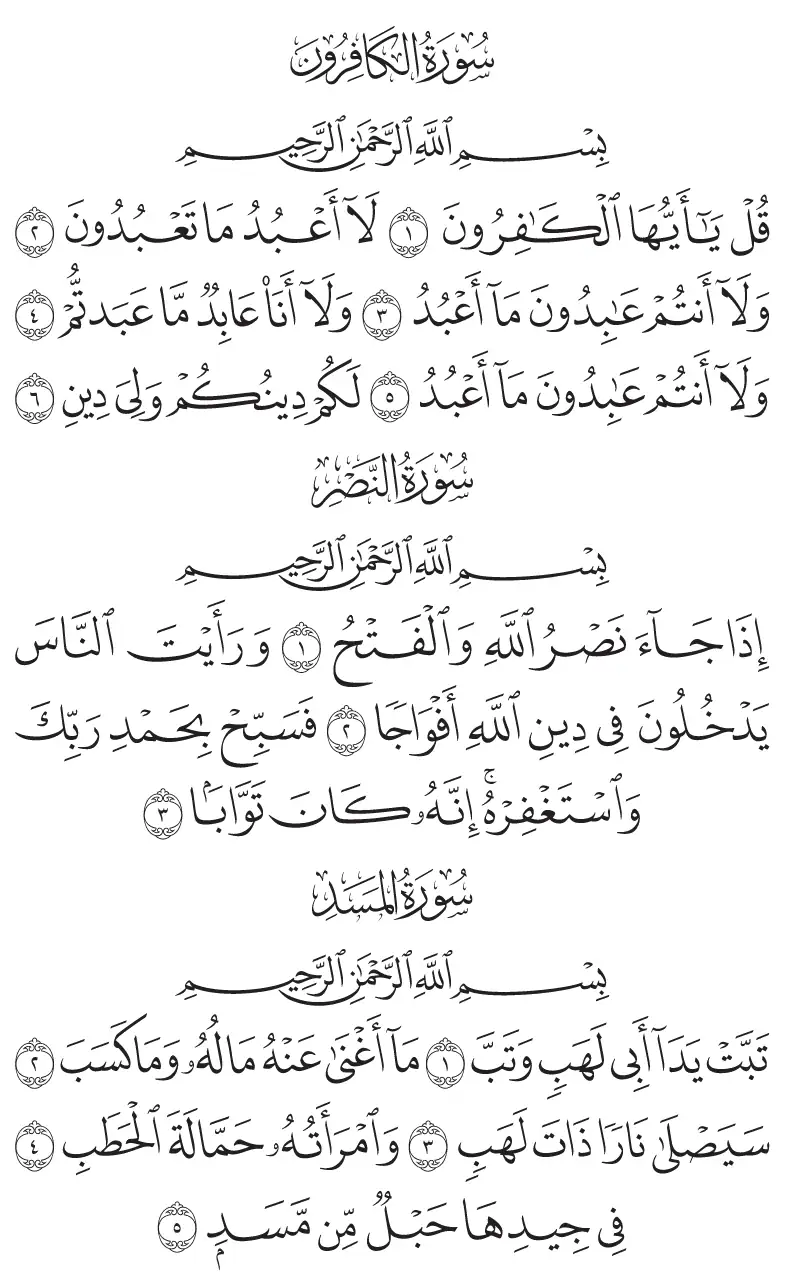 سُورَةُ الكَافِرُونَ
بِسْمِ ٱللَّهِ ٱلرَّحْمَٰنِ ٱلرَّحِيمِ
قُلْ يَٰٓأَيُّهَا ٱلْكَٰفِرُونَ ١ لَآ أَعْبُدُ مَا تَعْبُدُونَ ٢
وَلَآ أَنتُمْ عَٰبِدُونَ مَآ أَعْبُدُ ٣ وَلَآ أَنَا۠ عَابِدٌ مَّا عَبَدتُّمْ ٤
وَلَآ أَنتُمْ عَٰبِدُونَ مَآ أَعْبُدُ ٥ لَكُمْ دِينُكُمْ وَلِىَ دِينِ ٦
سُورَةُ النَّصْرِ
بِسْمِ ٱللَّهِ ٱلرَّحْمَٰنِ ٱلرَّحِيمِ
إِذَا جَآءَ نَصْرُ ٱللَّهِ وَٱلْفَتْحُ ١ وَرَأَيْتَ ٱلنَّاسَ
يَدْخُلُونَ فِى دِينِ ٱللَّهِ أَفْوَاجًا ٢ فَسَبِّحْ بِحَمْدِ رَبِّكَ
وَٱسْتَغْفِرْهُ ۚ إِنَّهُۥ كَانَ تَوَّابًۢا ٣
سُورَةُ المَسَدِ
بِسْمِ ٱللَّهِ ٱلرَّحْمَٰنِ ٱلرَّحِيمِ
تَبَّتْ يَدَآ أَبِى لَهَبٍ وَتَبَّ ١ مَآ أَغْنَىٰ عَنْهُ مَالُهُۥ وَمَا كَسَبَ ٢
سَيَصْلَىٰ نَارًا ذَاتَ لَهَبٍ ٣ وَٱمْرَأَتُهُۥ حَمَّالَةَ ٱلْحَطَبِ ٤
فِى جِيدِهَا حَبْلٌ مِّن مَّسَدٍۭ ٥